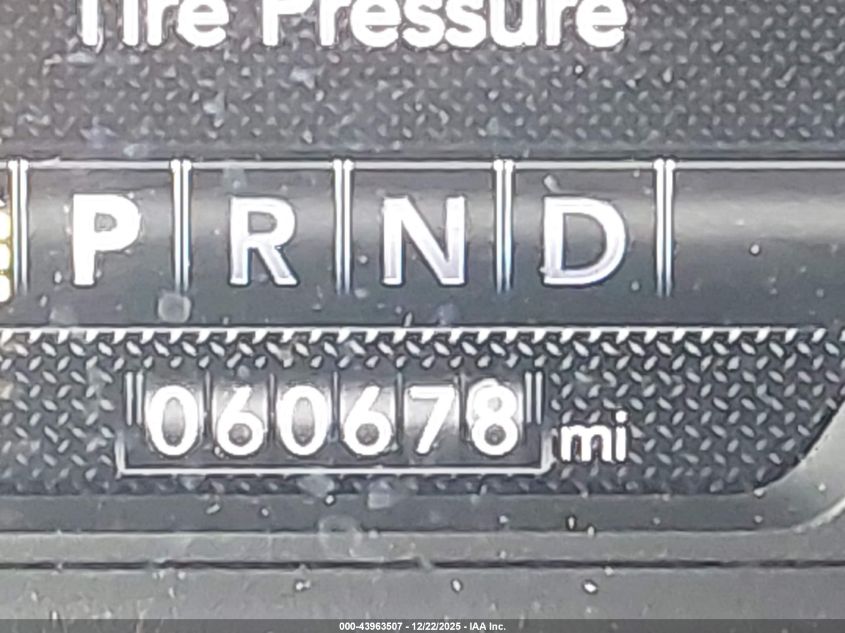 Tire Pressure
P R N D
060678 mi
000-43963507 - 12/22/2025 - IAA Inc.